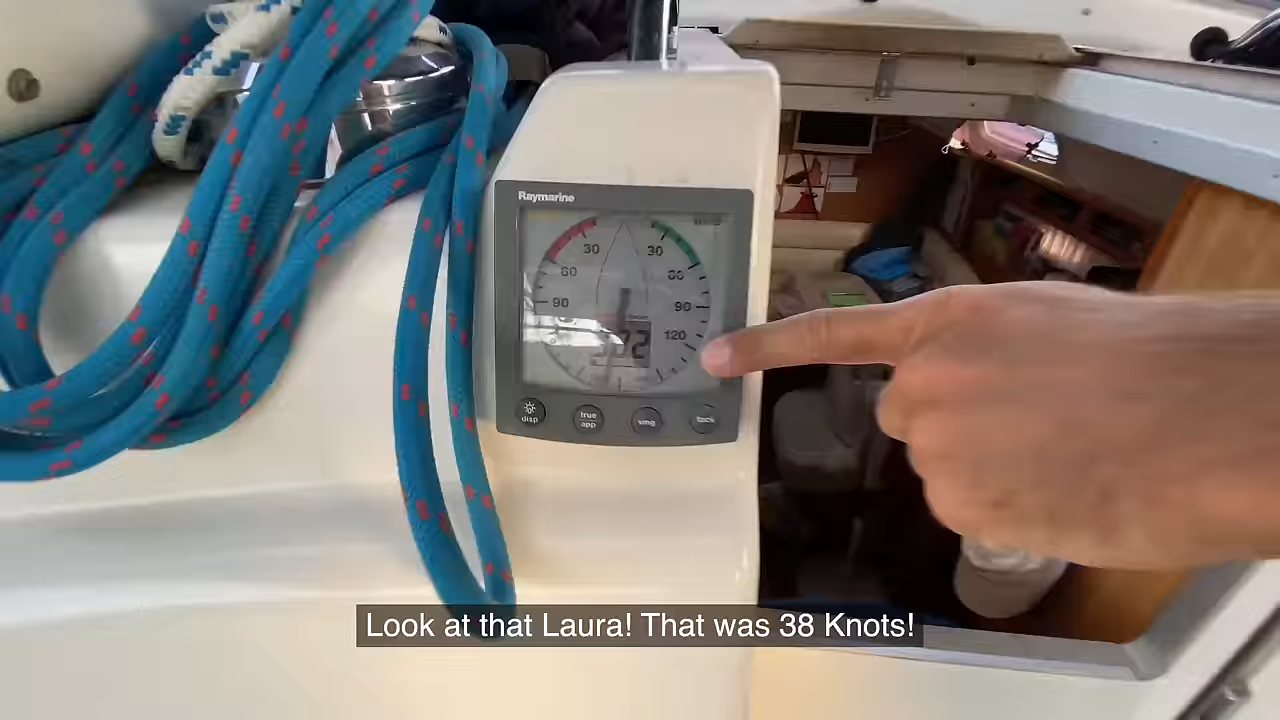 Raymarine
30
30
60
60
90
90
120
disp
true
app
vmg
Look at that Laura! That was 38 Knots!